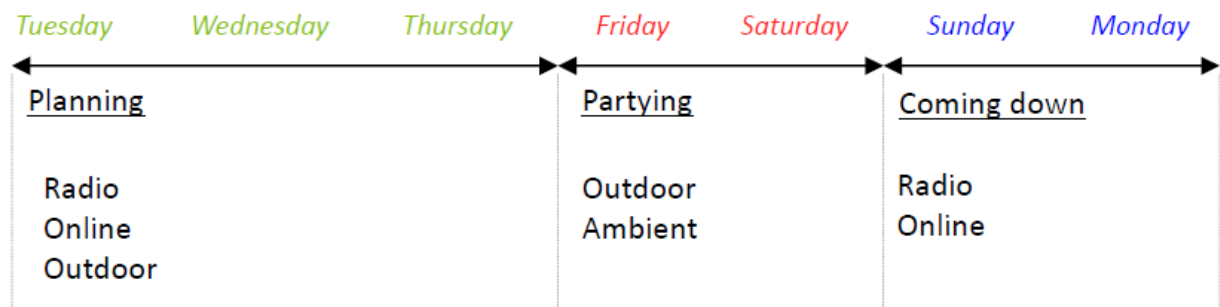 Tuesday Wednesday Thursday Friday Saturday Sunday Monday
Planning Partying Coming down
Radio Outdoor Radio
Online Ambient Online
Outdoor